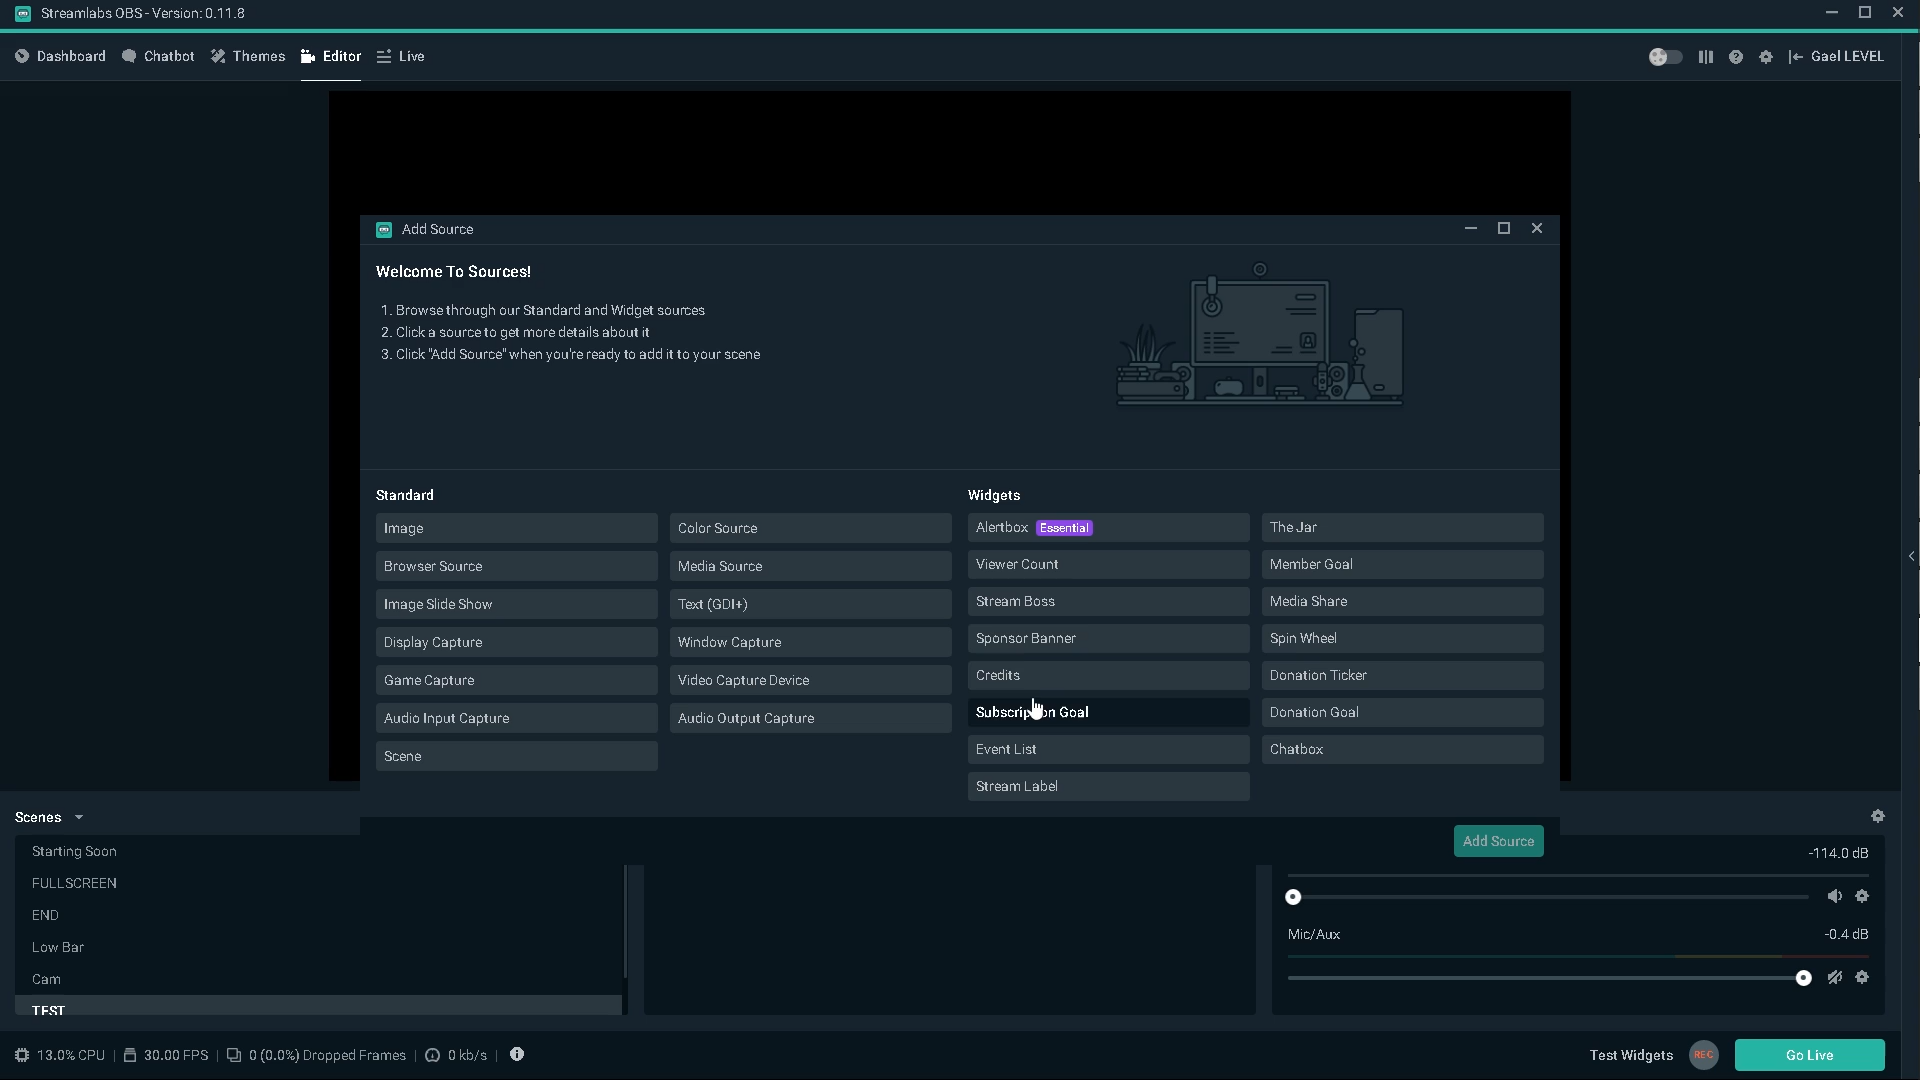 Streamlabs OBS - Version: 0.11.8
Dashboard Chatbot Themes Editor Live
Gael LEVEL
Add Source
Welcome To Sources!
1. Browse through our Standard and Widget sources
2. Click a source to get more details about it
3. Click "Add Source" when you're ready to add it to your scene
Standard
Image
Color Source
Browser Source
Media Source
Image Slide Show
Text (GDI+)
Display Capture
Window Capture
Game Capture
Video Capture Device
Audio Input Capture
Audio Output Capture
Scene
Widgets
Alertbox Essential
The Jar
Viewer Count
Member Goal
Stream Boss
Media Share
Sponsor Banner
Spin Wheel
Credits
Donation Ticker
Subscription Goal
Donation Goal
Event List
Chatbox
Stream Label
Add Source
Scenes
Starting Soon
FULLSCREEN
END
Low Bar
Cam
TEST
-114.0 dB
Mic/Aux
-0.4 dB
13.0% CPU
30.00 FPS
0 (0.0%) Dropped Frames
0 kb/s
Test Widgets
REC
Go Live